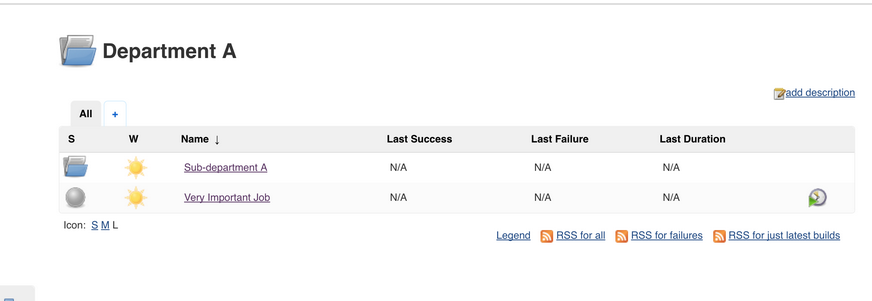 Department A
add description
All +
S W Name ↓ Last Success Last Failure Last Duration
Sub-department A N/A N/A N/A
Very Important Job N/A N/A N/A
Icon: S M L
Legend RSS for all RSS for failures RSS for just latest builds